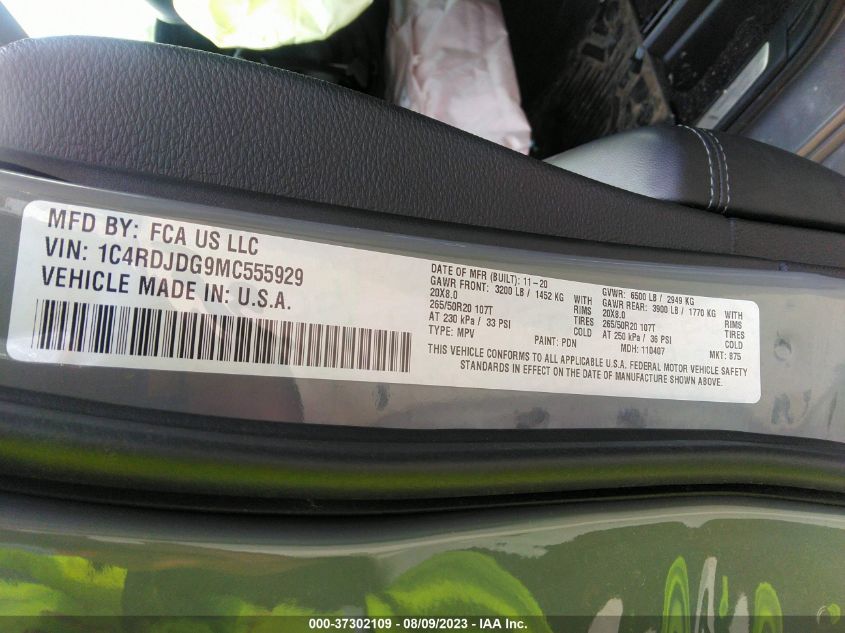 MFD BY: FCA US LLC
VIN: 1C4RDJDG9MC555929
VEHICLE MADE IN: U.S.A.
DATE OF MFR (BUILT): 11-20
GAWR FRONT: 3200 LB / 1452 KG WITH
20X8.0 RIMS
265/50R20 107T TIRES
AT 230 kPa / 33 PSI COLD
TYPE: MPV PAINT: PDN
GVWR: 6500 LB / 2949 KG
GAWR REAR: 3900 LB / 1770 KG WITH
20X8.0 RIMS
265/50R20 107T TIRES
AT 250 kPa / 36 PSI COLD
MDH: 110407 MKT: 875
THIS VEHICLE CONFORMS TO ALL APPLICABLE U.S.A. FEDERAL MOTOR VEHICLE SAFETY
STANDARDS IN EFFECT ON THE DATE OF MANUFACTURE SHOWN ABOVE.
000-37302109 - 08/09/2023 - IAA Inc.